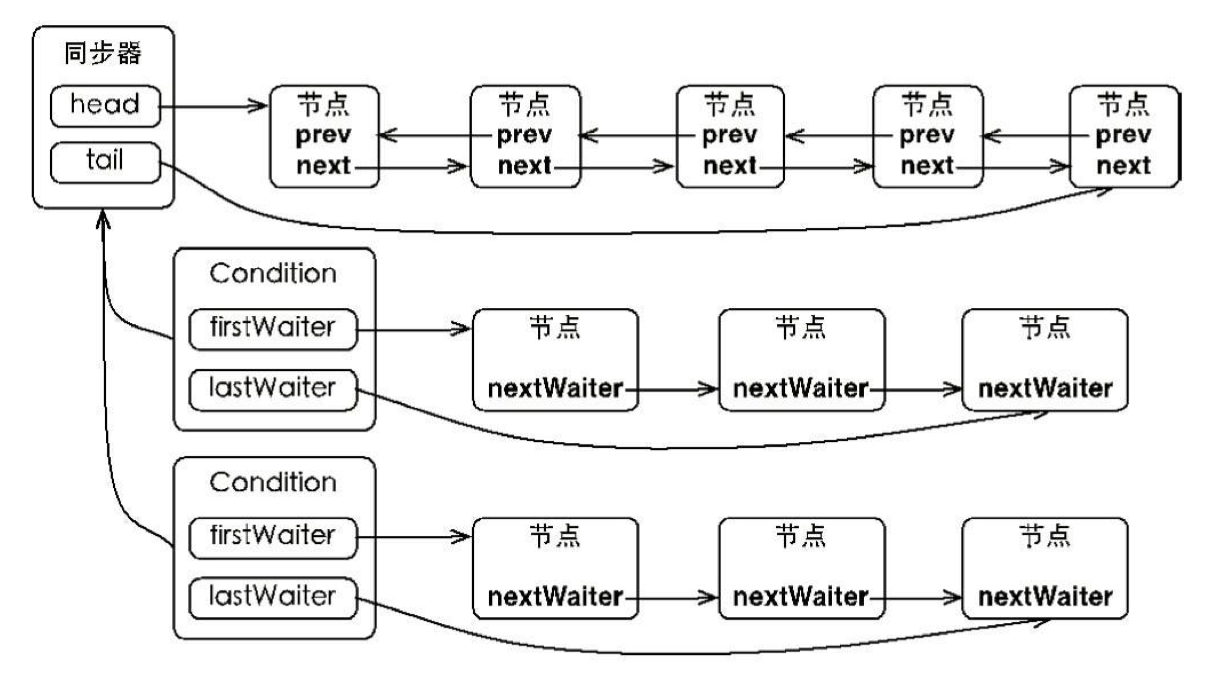 同步器
head
tail
节点
prev
next
节点
prev
next
节点
prev
next
节点
prev
next
节点
prev
next
Condition
firstWaiter
lastWaiter
节点
nextWaiter
节点
nextWaiter
节点
nextWaiter
Condition
firstWaiter
lastWaiter
节点
nextWaiter
节点
nextWaiter
节点
nextWaiter